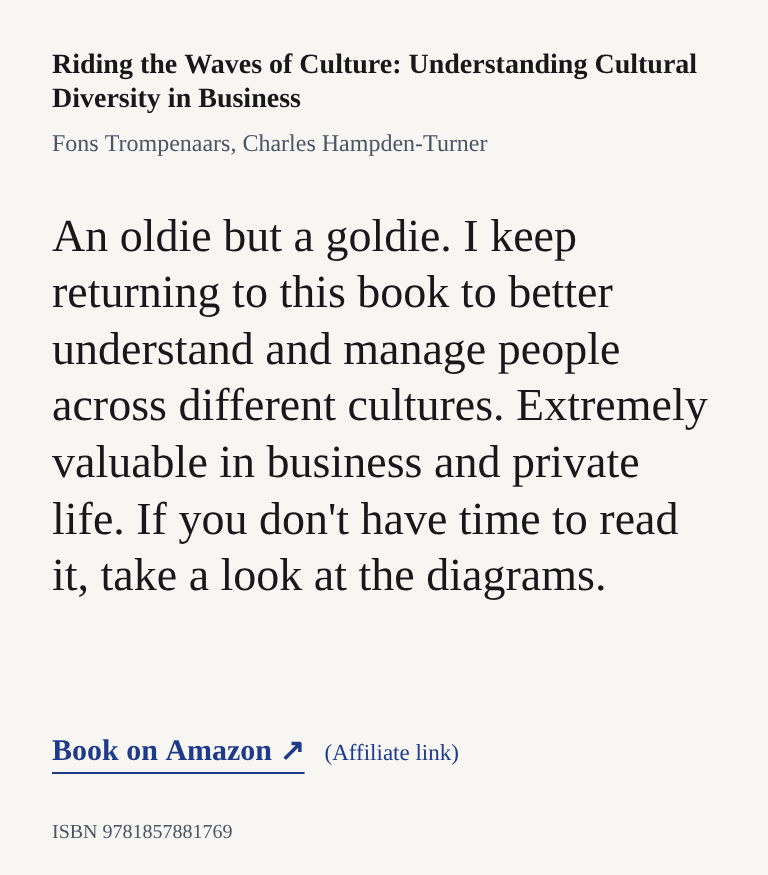 Riding the Waves of Culture: Understanding Cultural
Diversity in Business
Fons Trompenaars, Charles Hampden-Turner
An oldie but a goldie. I keep
returning to this book to better
understand and manage people
across different cultures. Extremely
valuable in business and private
life. If you don't have time to read
it, take a look at the diagrams.
Book on Amazon ↗ (Affiliate link)
ISBN 9781857881769